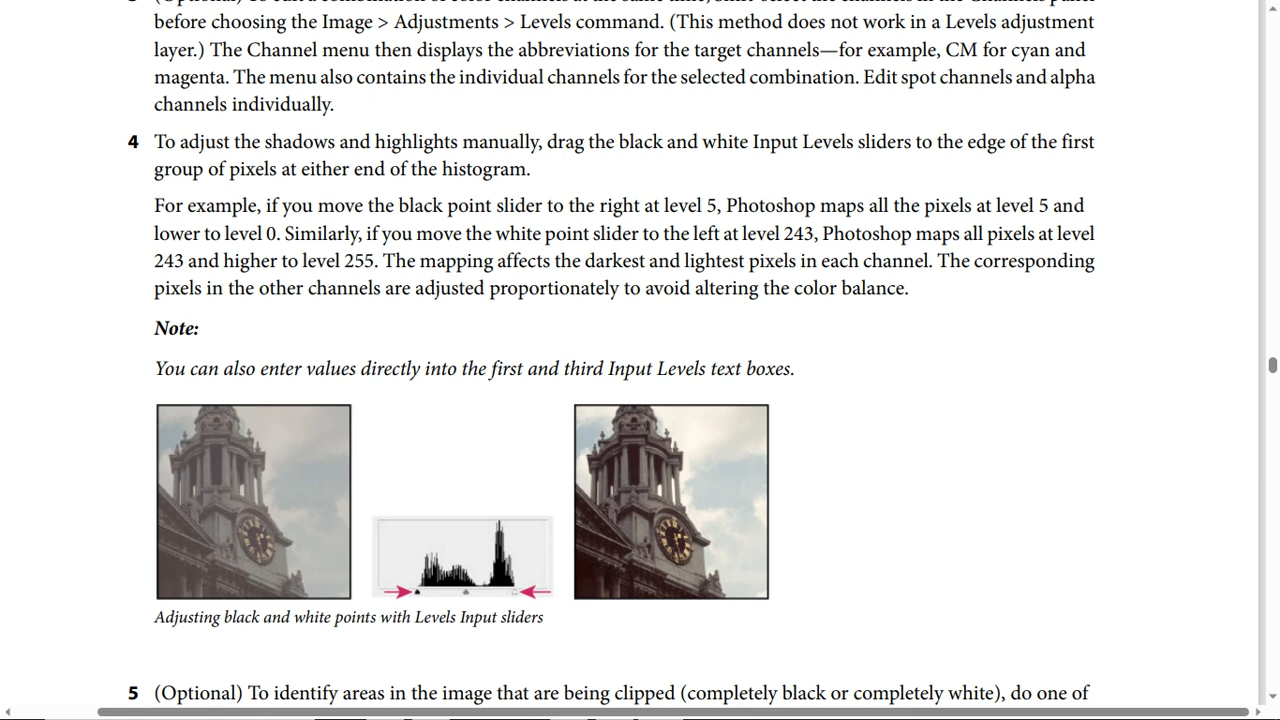 before choosing the Image > Adjustments > Levels command. (This method does not work in a Levels adjustment
layer.) The Channel menu then displays the abbreviations for the target channels—for example, CM for cyan and
magenta. The menu also contains the individual channels for the selected combination. Edit spot channels and alpha
channels individually.
4 To adjust the shadows and highlights manually, drag the black and white Input Levels sliders to the edge of the first
group of pixels at either end of the histogram.
For example, if you move the black point slider to the right at level 5, Photoshop maps all the pixels at level 5 and
lower to level 0. Similarly, if you move the white point slider to the left at level 243, Photoshop maps all pixels at level
243 and higher to level 255. The mapping affects the darkest and lightest pixels in each channel. The corresponding
pixels in the other channels are adjusted proportionately to avoid altering the color balance.
Note:
You can also enter values directly into the first and third Input Levels text boxes.
Adjusting black and white points with Levels Input sliders
5 (Optional) To identify areas in the image that are being clipped (completely black or completely white), do one of